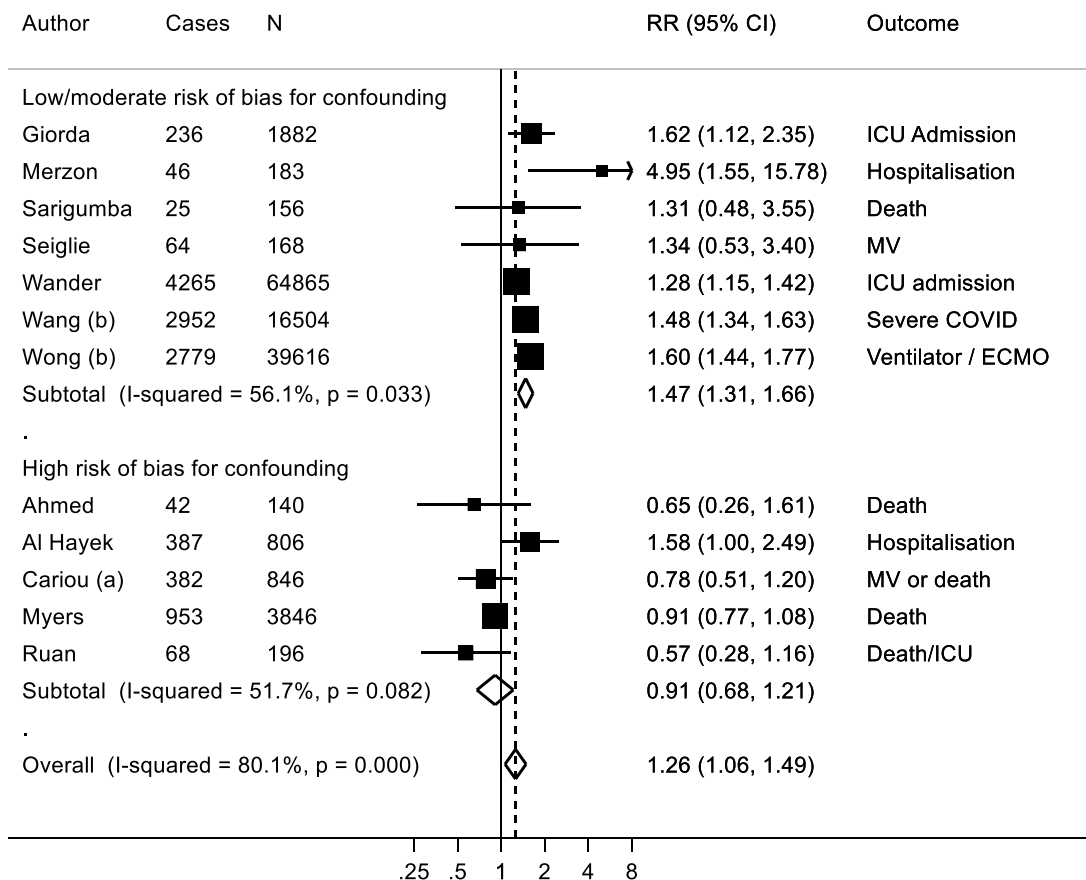 Author Cases N RR (95% CI) Outcome
Low/moderate risk of bias for confounding
Giorda 236 1882 1.62 (1.12, 2.35) ICU Admission
Merzon 46 183 4.95 (1.55, 15.78) Hospitalisation
Sarigumba 25 156 1.31 (0.48, 3.55) Death
Seiglie 64 168 1.34 (0.53, 3.40) MV
Wander 4265 64865 1.28 (1.15, 1.42) ICU admission
Wang (b) 2952 16504 1.48 (1.34, 1.63) Severe COVID
Wong (b) 2779 39616 1.60 (1.44, 1.77) Ventilator / ECMO
Subtotal (I-squared = 56.1%, p = 0.033) 1.47 (1.31, 1.66)
.
High risk of bias for confounding
Ahmed 42 140 0.65 (0.26, 1.61) Death
Al Hayek 387 806 1.58 (1.00, 2.49) Hospitalisation
Cariou (a) 382 846 0.78 (0.51, 1.20) MV or death
Myers 953 3846 0.91 (0.77, 1.08) Death
Ruan 68 196 0.57 (0.28, 1.16) Death/ICU
Subtotal (I-squared = 51.7%, p = 0.082) 0.91 (0.68, 1.21)
.
Overall (I-squared = 80.1%, p = 0.000) 1.26 (1.06, 1.49)
.25 .5 1 2 4 8